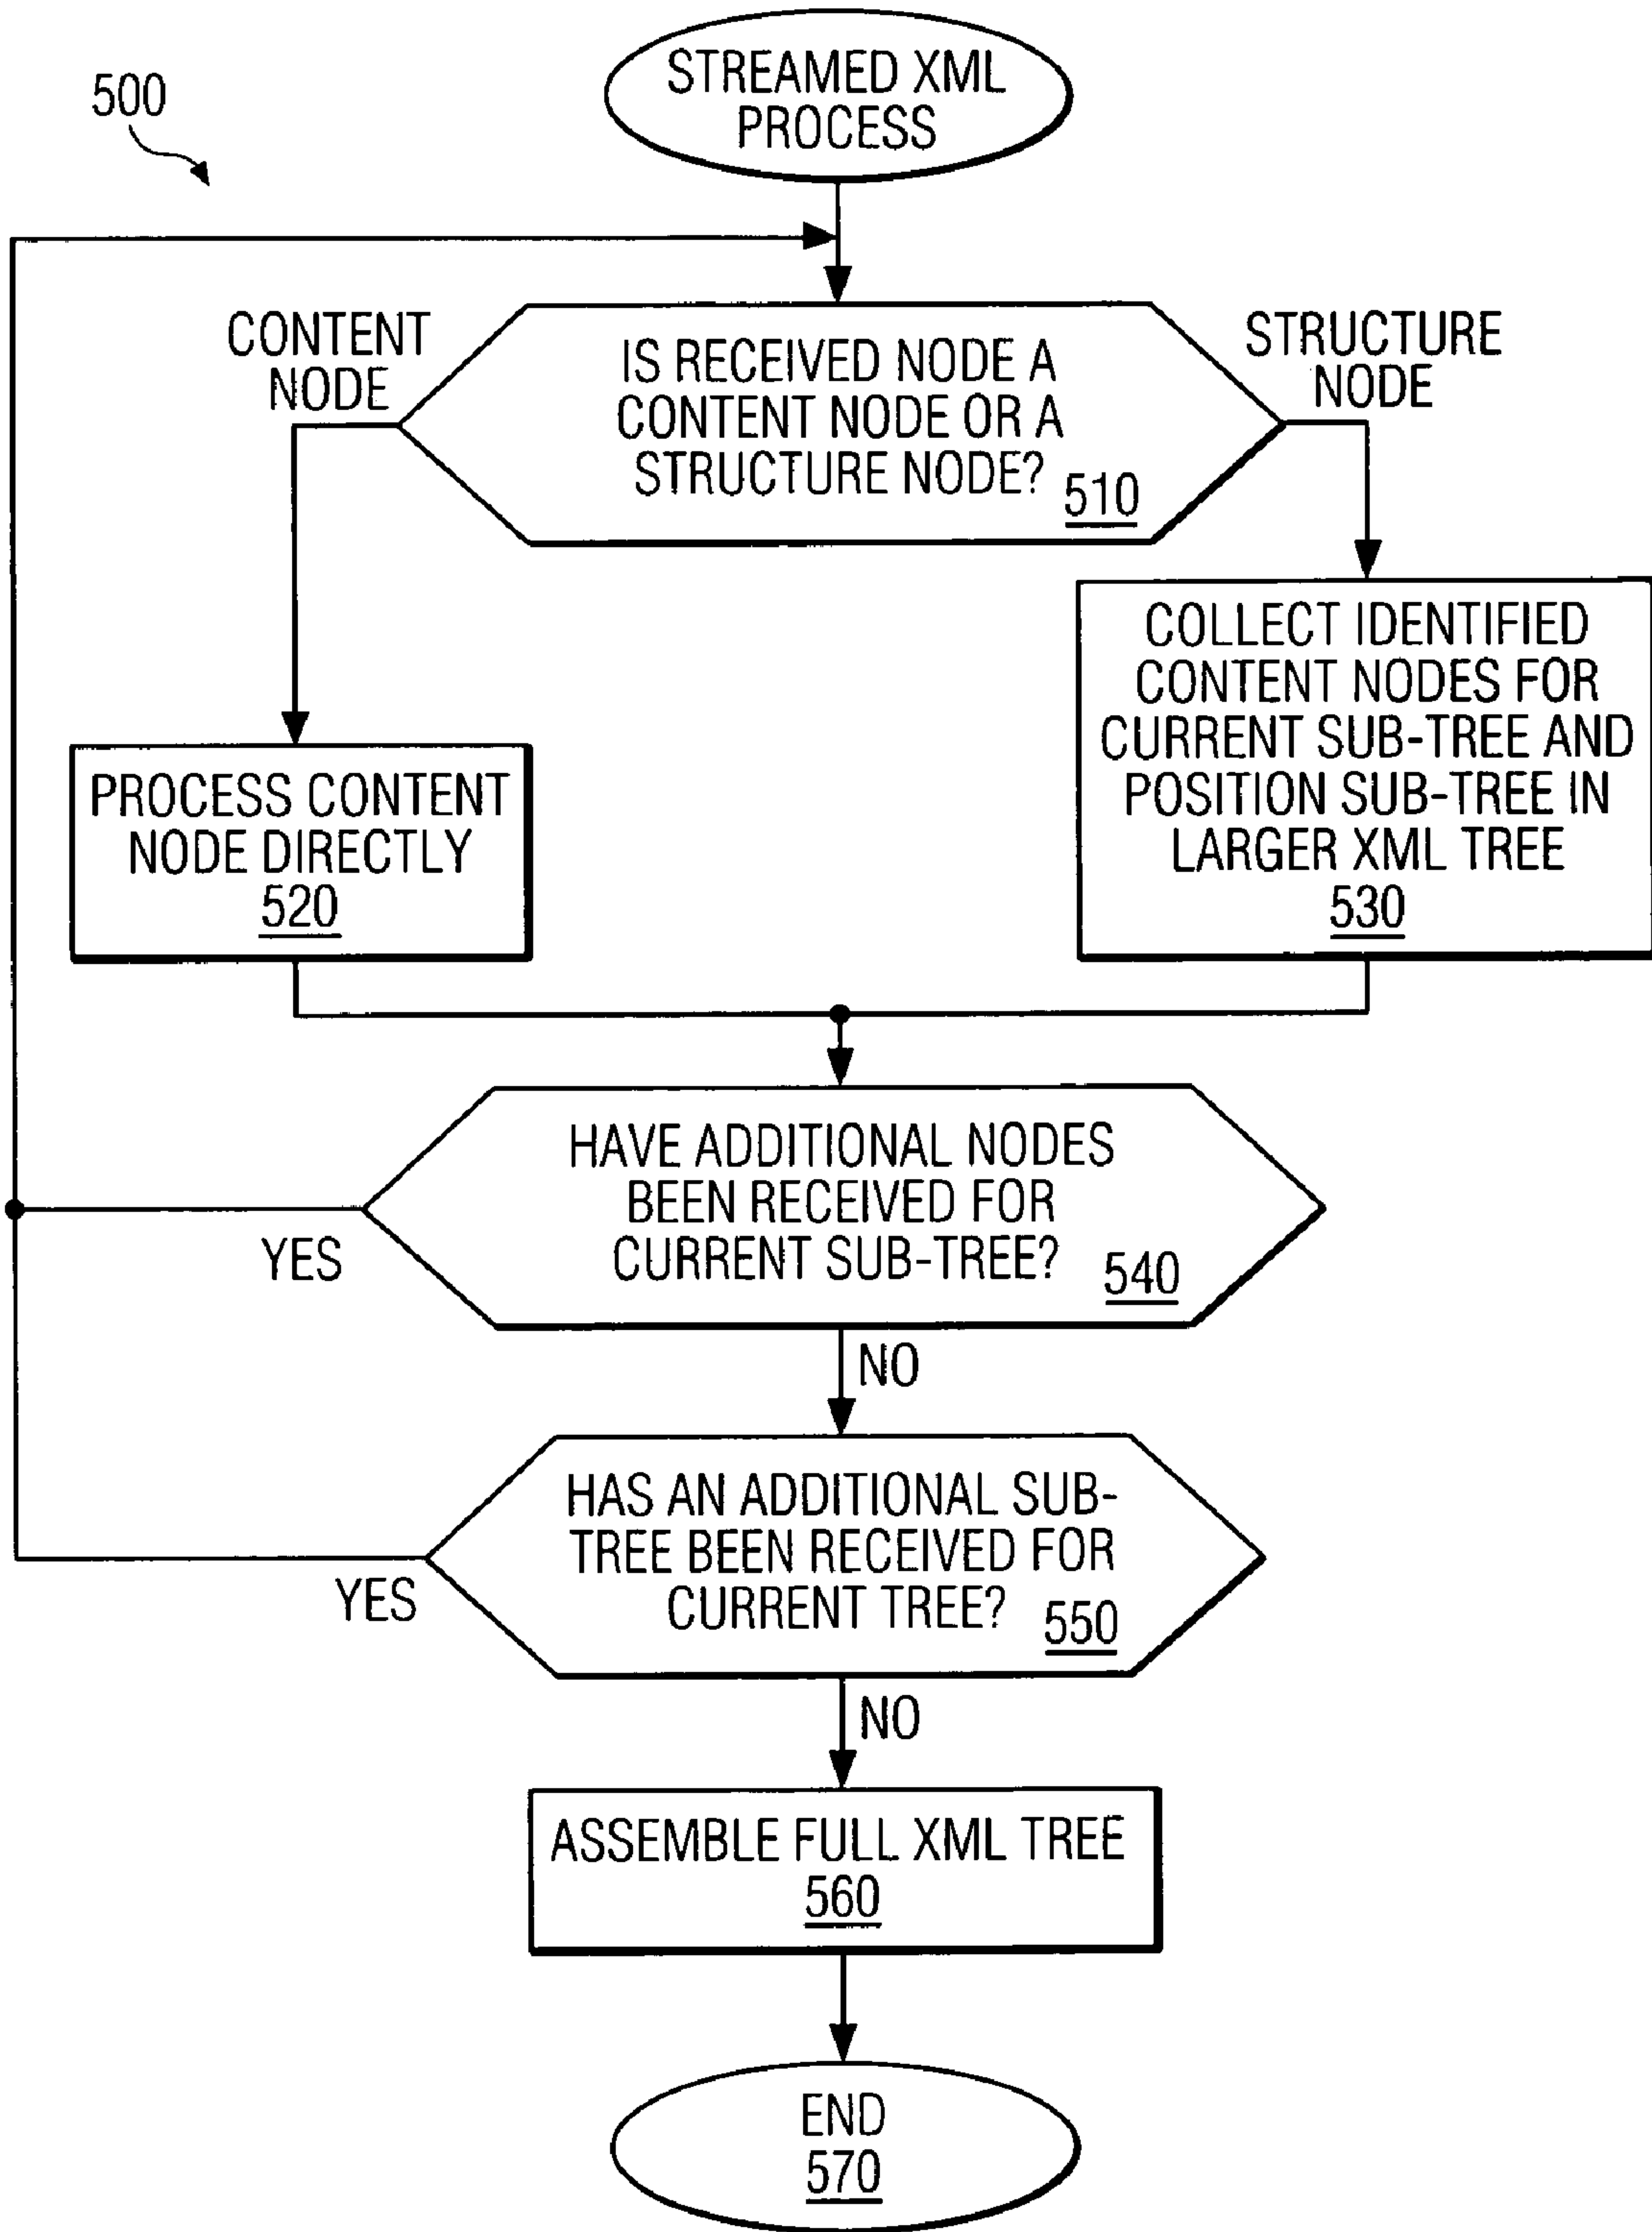 500
STREAMED XML
PROCESS
CONTENT
NODE
IS RECEIVED NODE A
CONTENT NODE OR A
STRUCTURE NODE?
510
STRUCTURE
NODE
PROCESS CONTENT
NODE DIRECTLY
520
COLLECT IDENTIFIED
CONTENT NODES FOR
CURRENT SUB-TREE AND
POSITION SUB-TREE IN
LARGER XML TREE
530
HAVE ADDITIONAL NODES
BEEN RECEIVED FOR
CURRENT SUB-TREE?
540
YES
NO
HAS AN ADDITIONAL SUB-
TREE BEEN RECEIVED FOR
CURRENT TREE?
550
YES
NO
ASSEMBLE FULL XML TREE
560
END
570